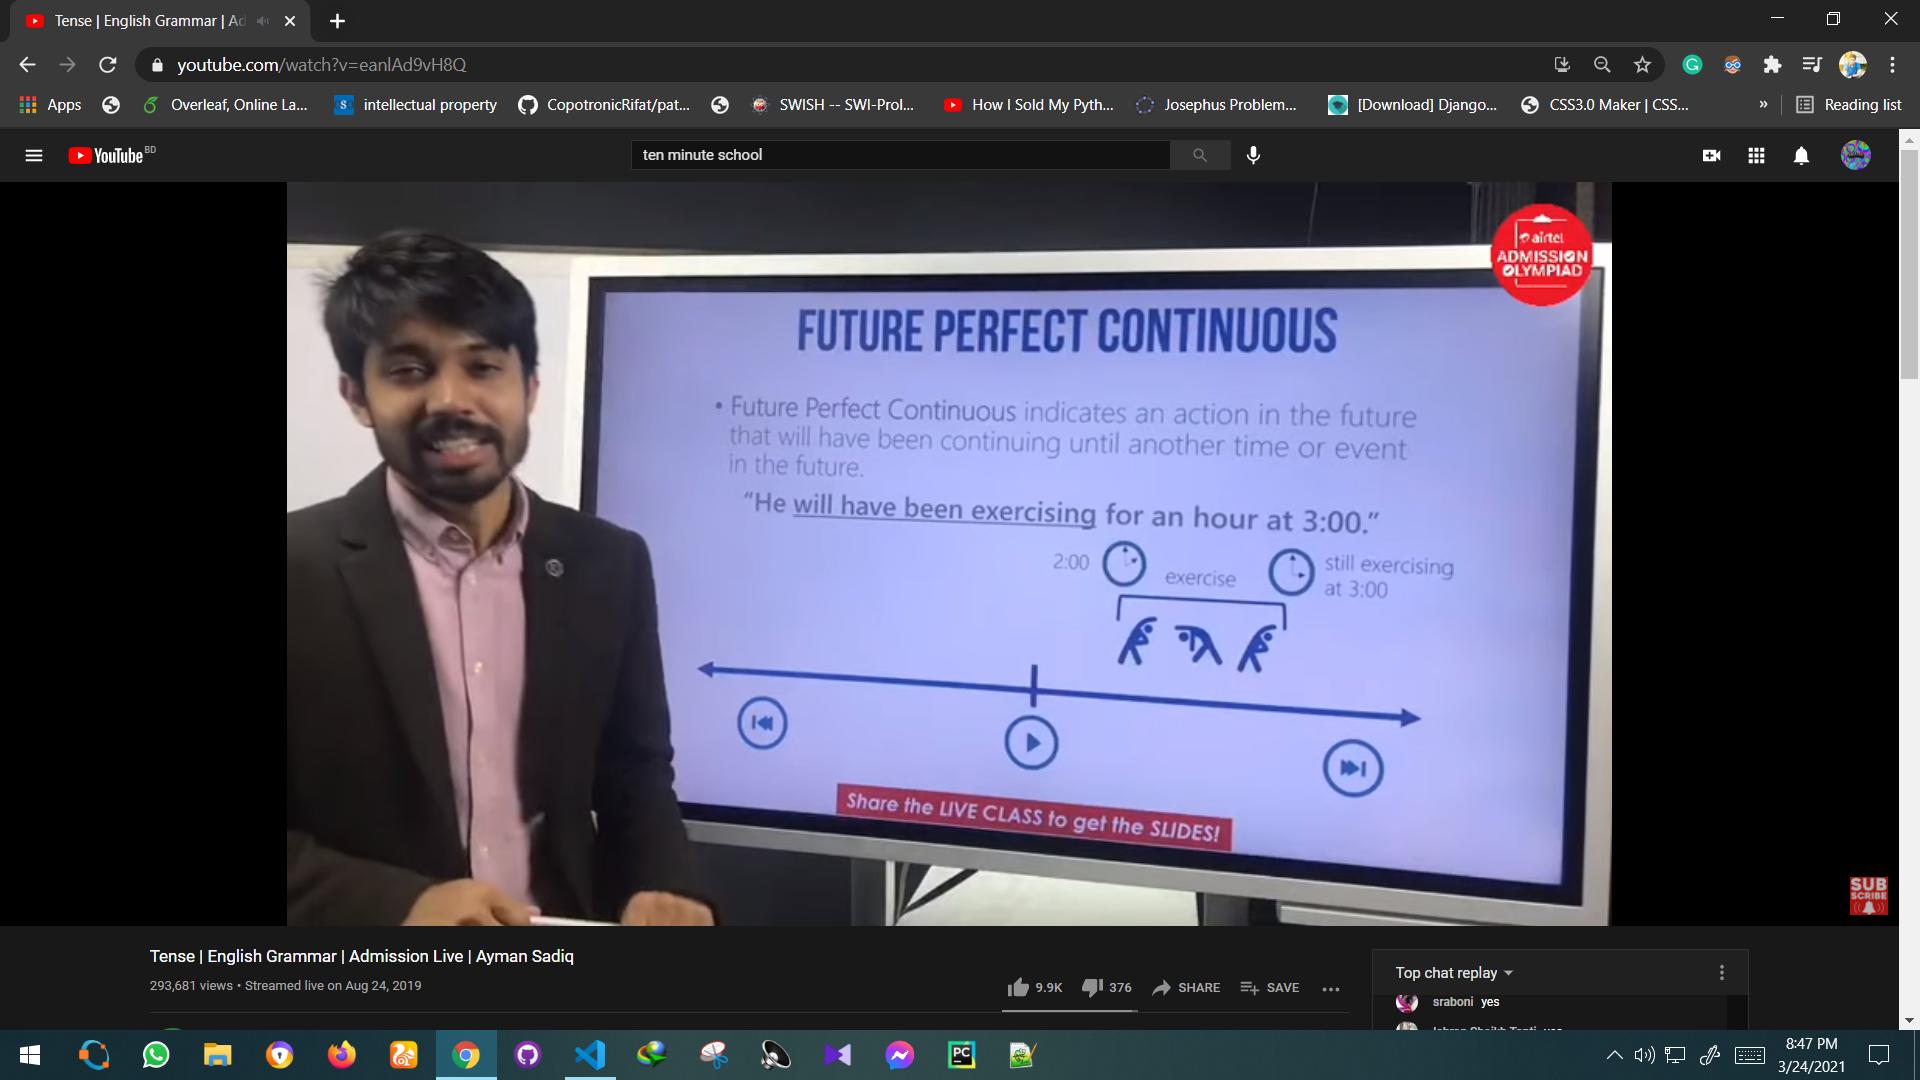 Tense | English Grammar | Ad
youtube.com/watch?v=eanlAd9vH8Q
Apps
Overleaf, Online La...
intellectual property
CopotronicRifat/pat...
SWISH -- SWI-Prol...
How I Sold My Pyth...
Josephus Problem...
[Download] Django...
CSS3.0 Maker | CSS...
»
Reading list
YouTube BD
ten minute school
airtel
ADMISSION
OLYMPIAD
FUTURE PERFECT CONTINUOUS
• Future Perfect Continuous indicates an action in the future
that will have been continuing until another time or event
in the future.
“He will have been exercising for an hour at 3:00.”
2:00
exercise
still exercising
at 3:00
Share the LIVE CLASS to get the SLIDES!
SUB
SCRIBE
Tense | English Grammar | Admission Live | Ayman Sadiq
293,681 views • Streamed live on Aug 24, 2019
9.9K
376
SHARE
SAVE
Top chat replay
sraboni yes
8:47 PM
3/24/2021